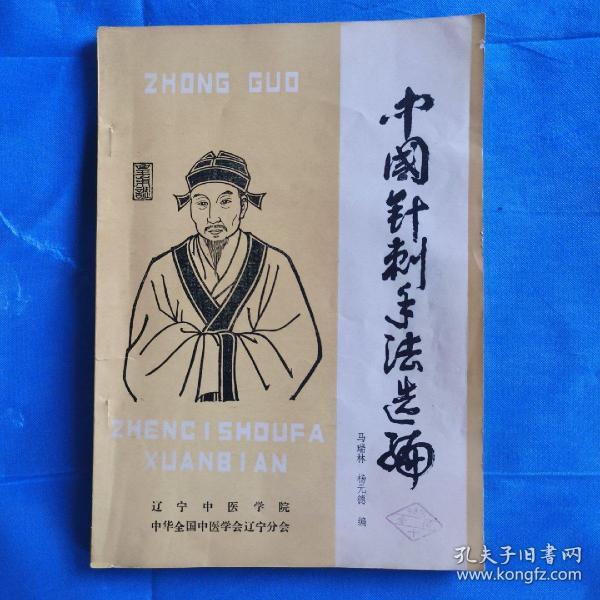 ZHONG GUO
中國针刺手法选编
ZHENCISHOUFA
XUANBIAN
马瑞林 杨元德 编
辽宁中医学院
中华全国中医学会辽宁分会
孔夫子旧书网
www.kongfz.com